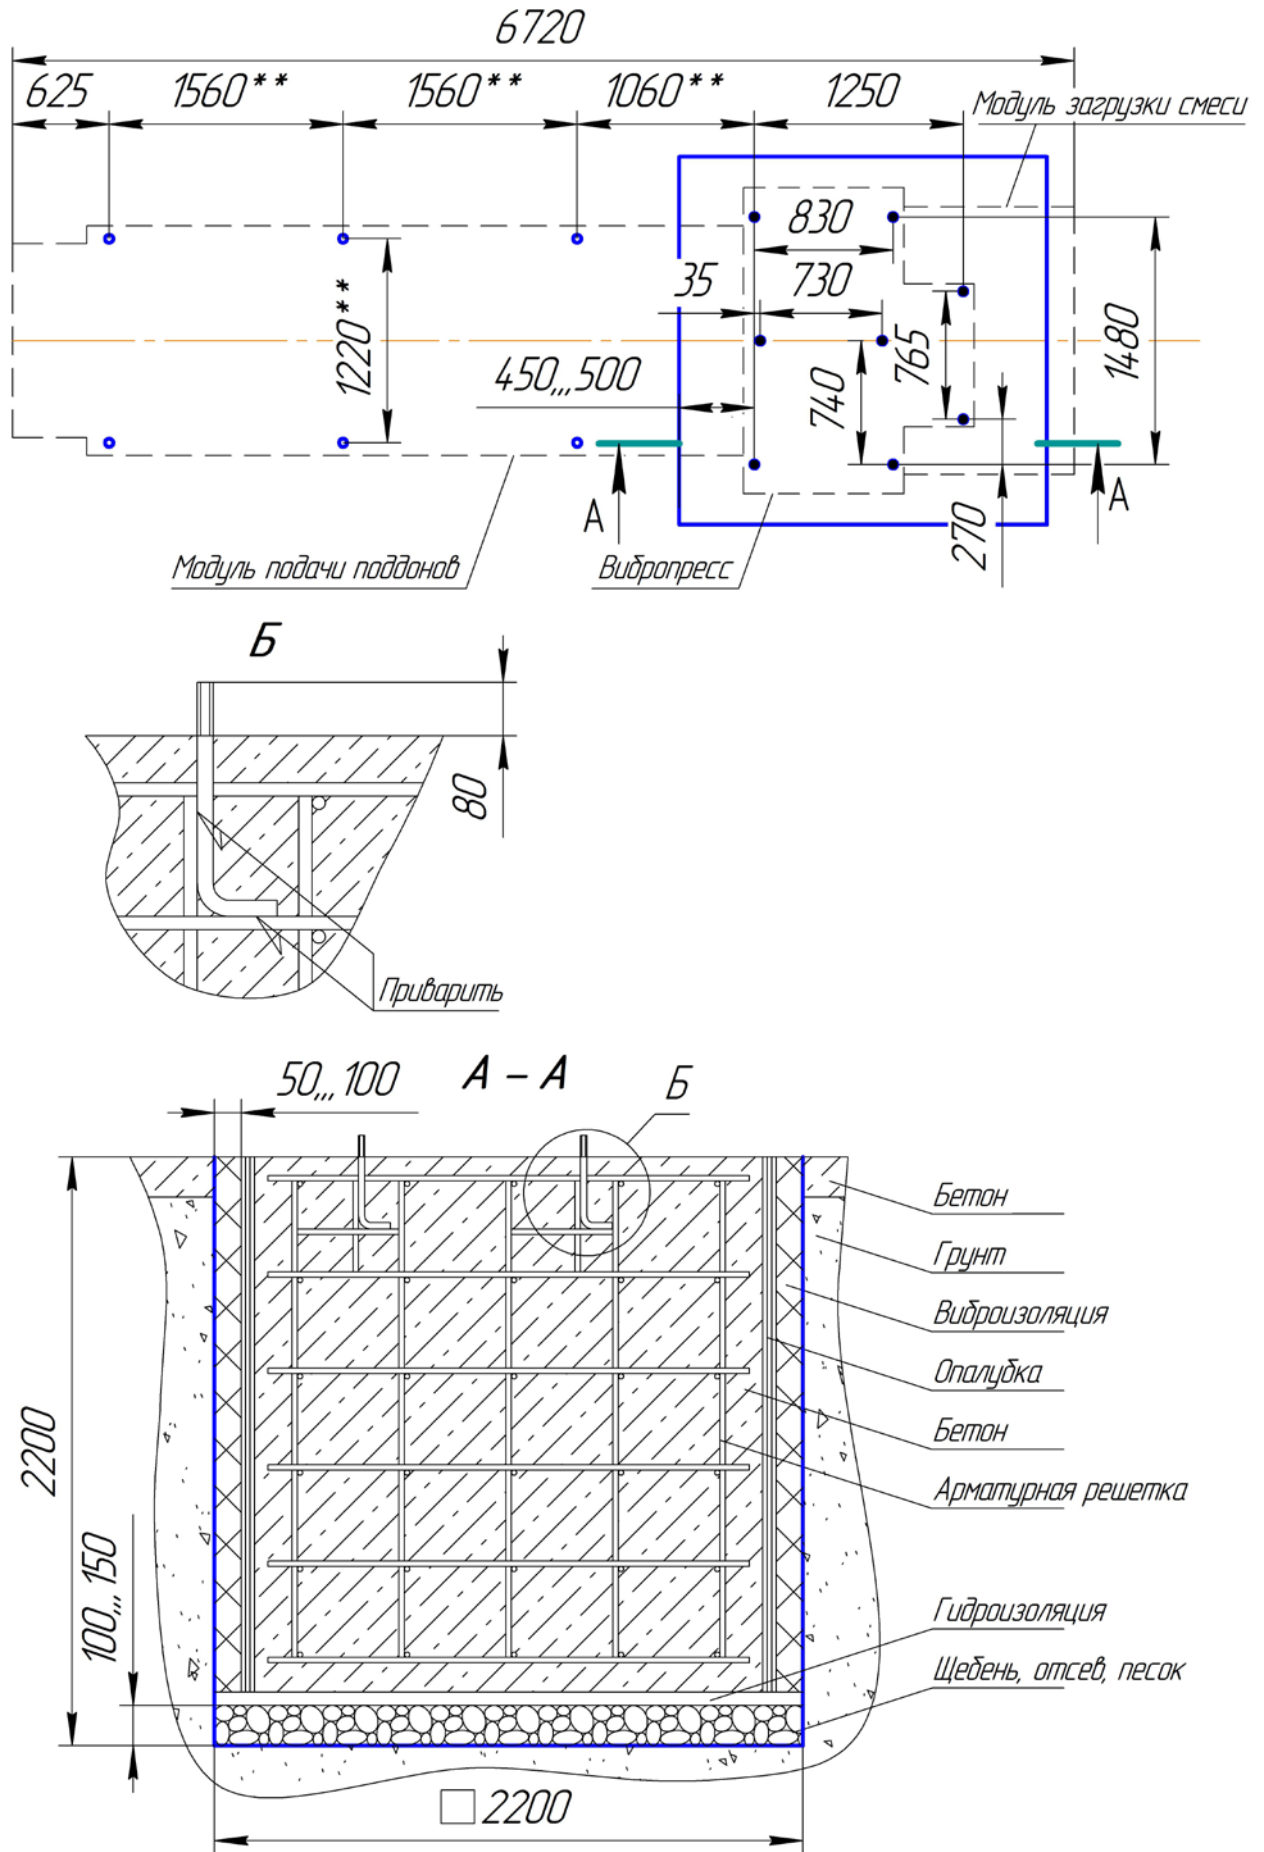 6720
625
1560**
1560**
1060**
1250
Модуль загрузки смеси
830
35
730
1220**
765
1480
450,,,500
740
А
А
270
Модуль подачи поддонов
Вибропресс
Б
80
Приварить
50,,,100
А - А
Б
Бетон
Грунт
Виброизоляция
Опалубка
Бетон
2200
Арматурная решетка
100,,,150
Гидроизоляция
Щебень, отсев, песок
□ 2200